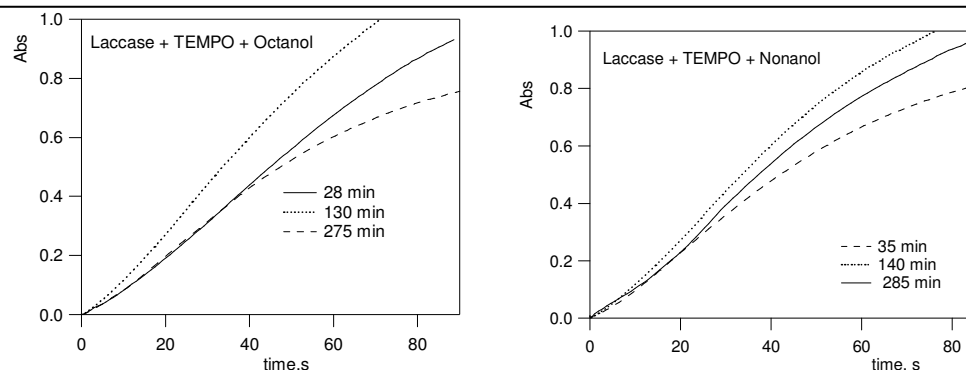 Laccase + TEMPO + Octanol
Abs
1.0
0.8
0.6
0.4
0.2
0.0
28 min
130 min
275 min
0
20
40
60
80
time,s
Laccase + TEMPO + Nonanol
Abs
1.0
0.8
0.6
0.4
0.2
0.0
35 min
140 min
285 min
0
20
40
60
80
time, s